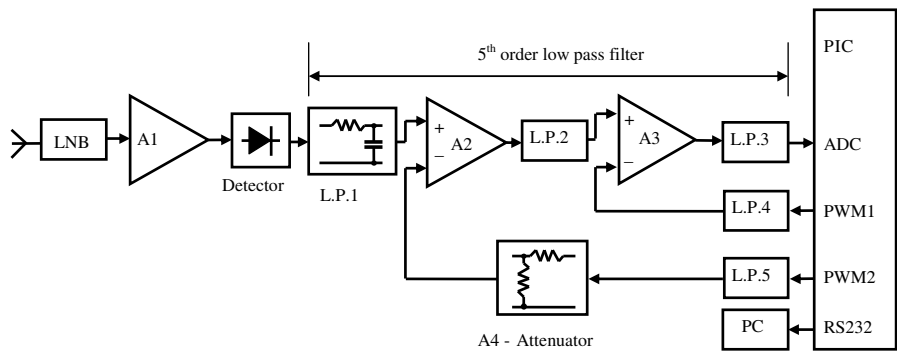 5th order low pass filter
PIC
LNB
A1
Detector
L.P.1
+
A2
−
L.P.2
+
A3
−
L.P.3
ADC
L.P.4
PWM1
L.P.5
PWM2
A4 - Attenuator
PC
RS232